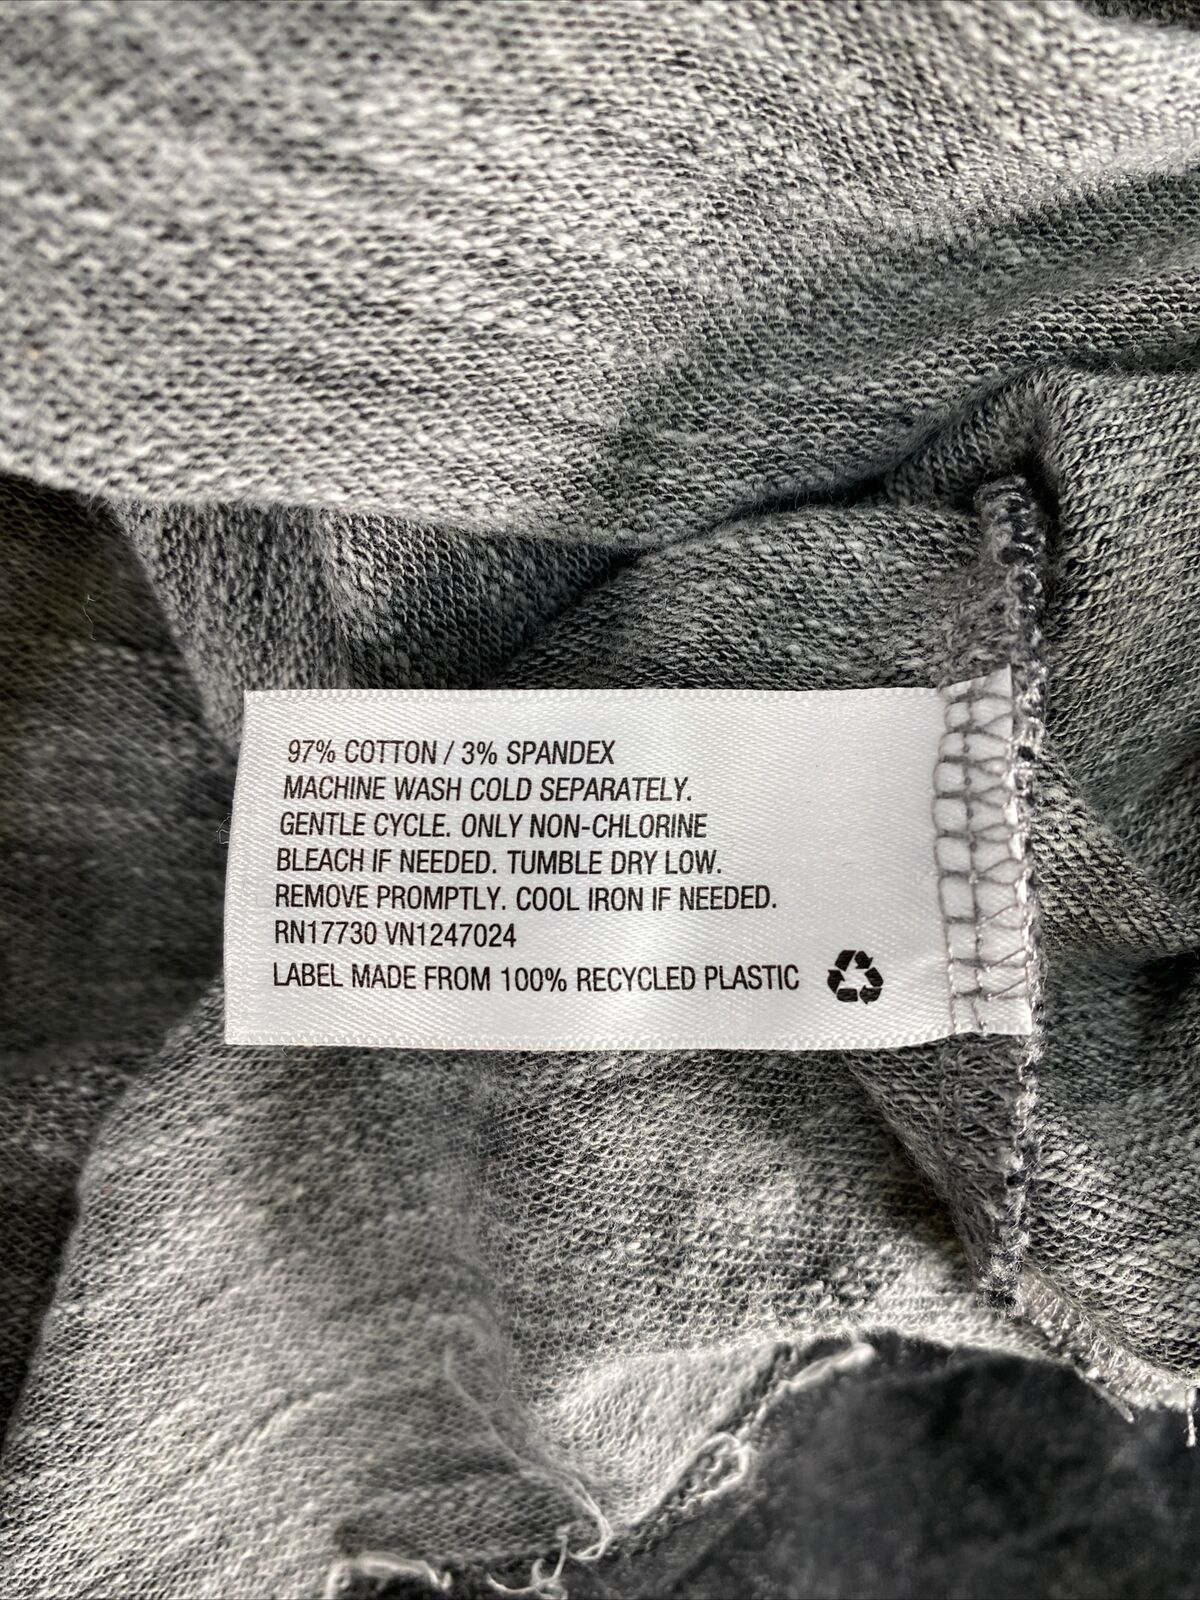 97% COTTON / 3% SPANDEX
MACHINE WASH COLD SEPARATELY.
GENTLE CYCLE. ONLY NON-CHLORINE
BLEACH IF NEEDED. TUMBLE DRY LOW.
REMOVE PROMPTLY. COOL IRON IF NEEDED.
RN17730 VN1247024
LABEL MADE FROM 100% RECYCLED PLASTIC